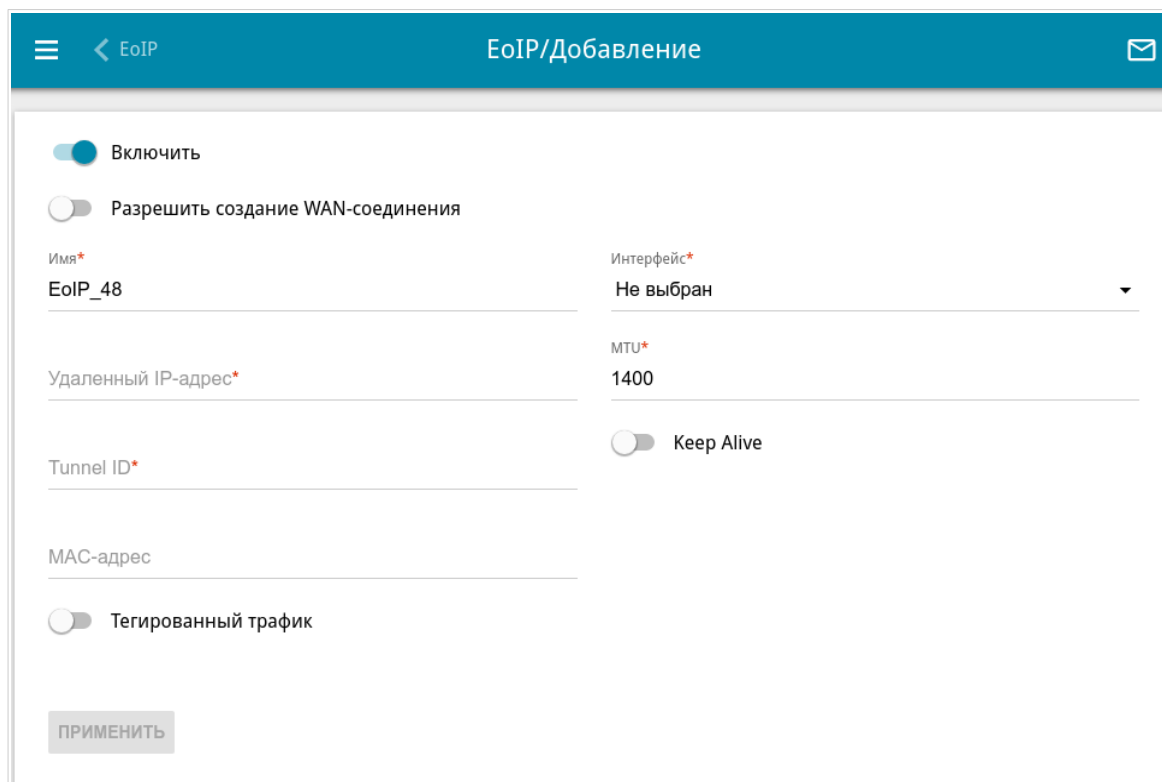 EoIP
EoIP/Добавление
Включить
Разрешить создание WAN-соединения
Имя*
EoIP_48
Интерфейс*
Не выбран
Удаленный IP-адрес*
MTU*
1400
Tunnel ID*
Keep Alive
MAC-адрес
Тегированный трафик
ПРИМЕНИТЬ